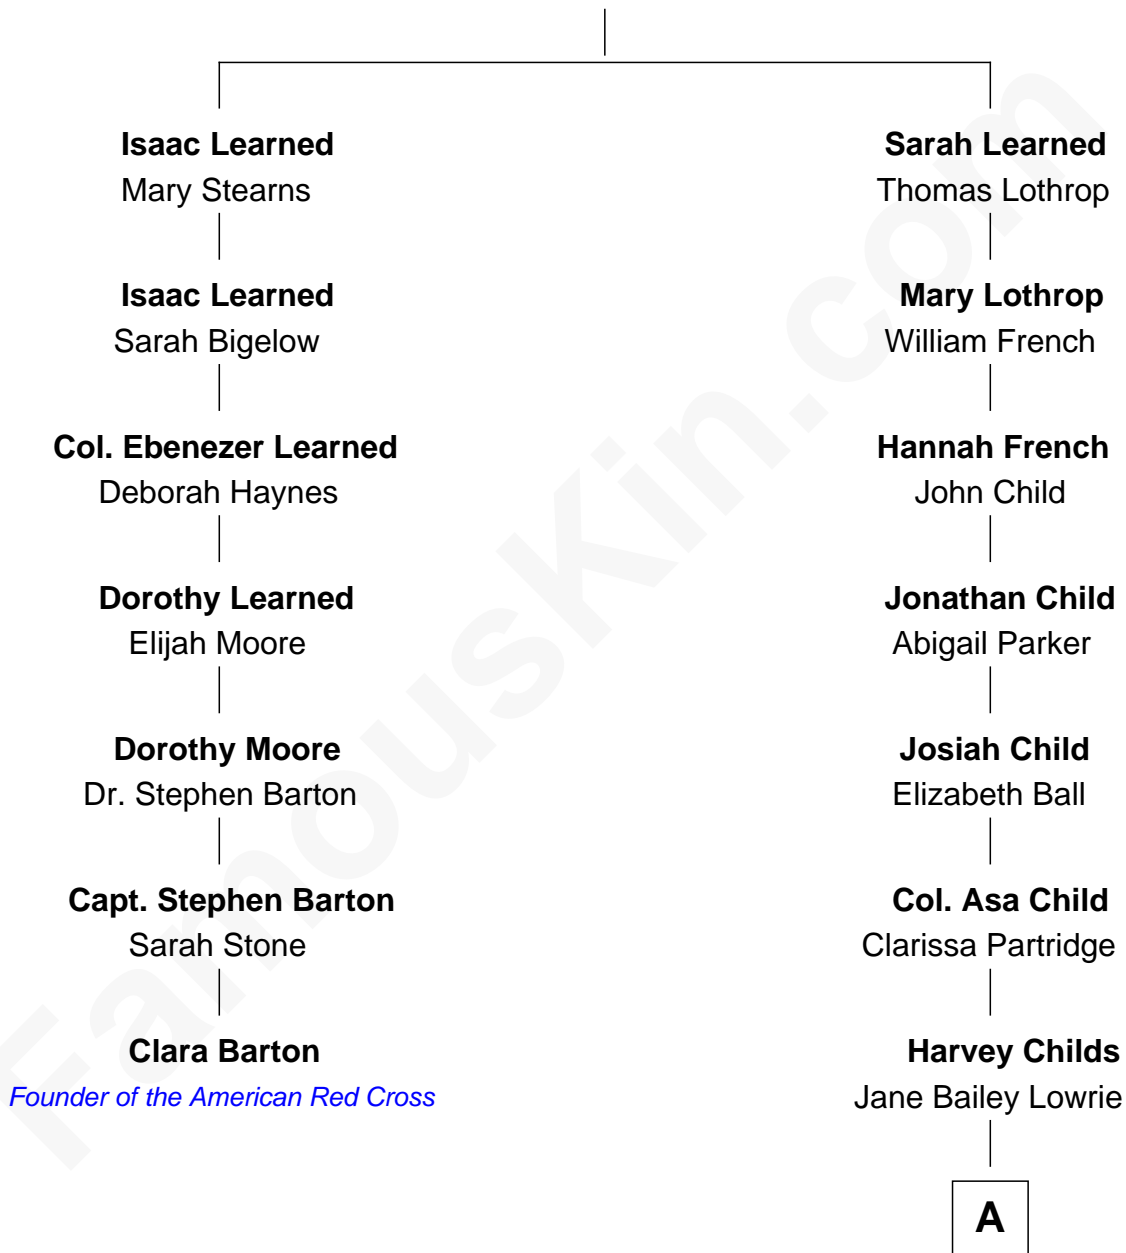 Isaac Learned
Mary Stearns
Isaac Learned
Sarah Bigelow
Col. Ebenezer Learned
Deborah Haynes
Dorothy Learned
Elijah Moore
Dorothy Moore
Dr. Stephen Barton
Capt. Stephen Barton
Sarah Stone
Clara Barton
Founder of the American Red Cross
Sarah Learned
Thomas Lothrop
Mary Lothrop
William French
Hannah French
John Child
Jonathan Child
Abigail Parker
Josiah Child
Elizabeth Ball
Col. Asa Child
Clarissa Partridge
Harvey Childs
Jane Bailey Lowrie
A
FamousKin.com